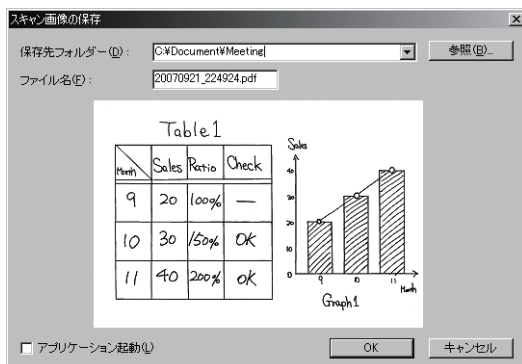 スキャン画像の保存
保存先フォルダー(D): C:¥Document¥Meeting 参照(B)...
ファイル名(F): 20070921_224924.pdf
Table1
Month Sales Ratio Check
9 20 100% —
10 30 150% OK
11 40 200% OK
Sales
40
30
20
10
0
9 10 11 Month
Graph1
アプリケーション起動(L) OK キャンセル